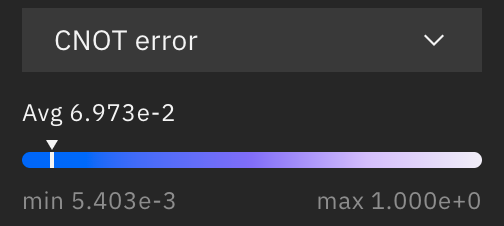 CNOT error
Avg 6.973e-2
min 5.403e-3 max 1.000e+0